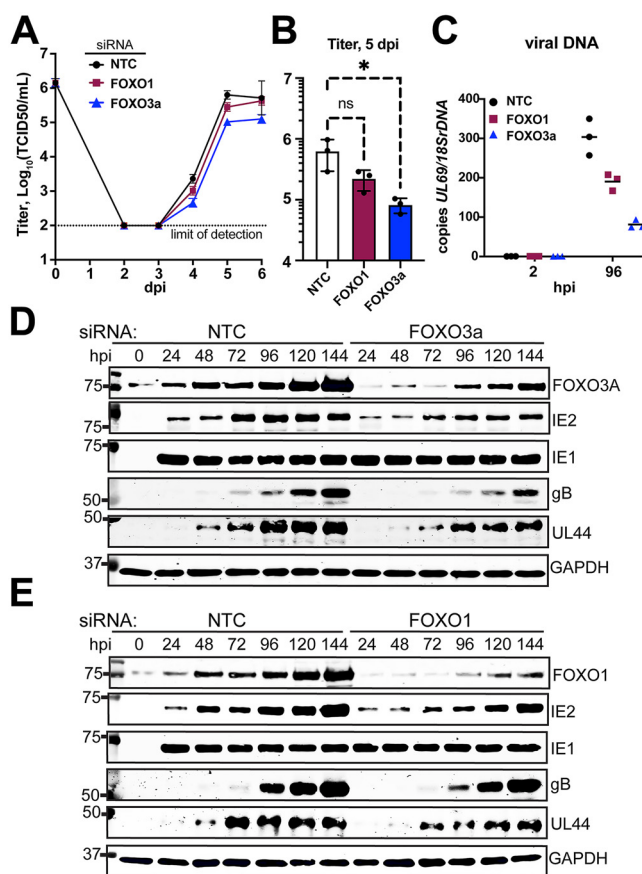 A
siRNA
NTC
FOXO1
FOXO3a
Titer, Log10(TCID50/mL)
7
6
5
4
3
2
1
limit of detection
0 1 2 3 4 5 6
dpi
B
Titer, 5 dpi
*
ns
6
5
4
NTC
FOXO1
FOXO3a
C
viral DNA
NTC
FOXO1
FOXO3a
copies UL69/18SrDNA
400
300
200
100
0
2 96
hpi
D
siRNA: NTC FOXO3a
hpi 0 24 48 72 96 120 144 24 48 72 96 120 144
75 FOXO3A
75 IE2
75 IE1
50 gB
50 UL44
37 GAPDH
E
siRNA: NTC FOXO1
hpi 0 24 48 72 96 120 144 24 48 72 96 120 144
75 FOXO1
75 IE2
75 IE1
50 gB
50 UL44
37 GAPDH